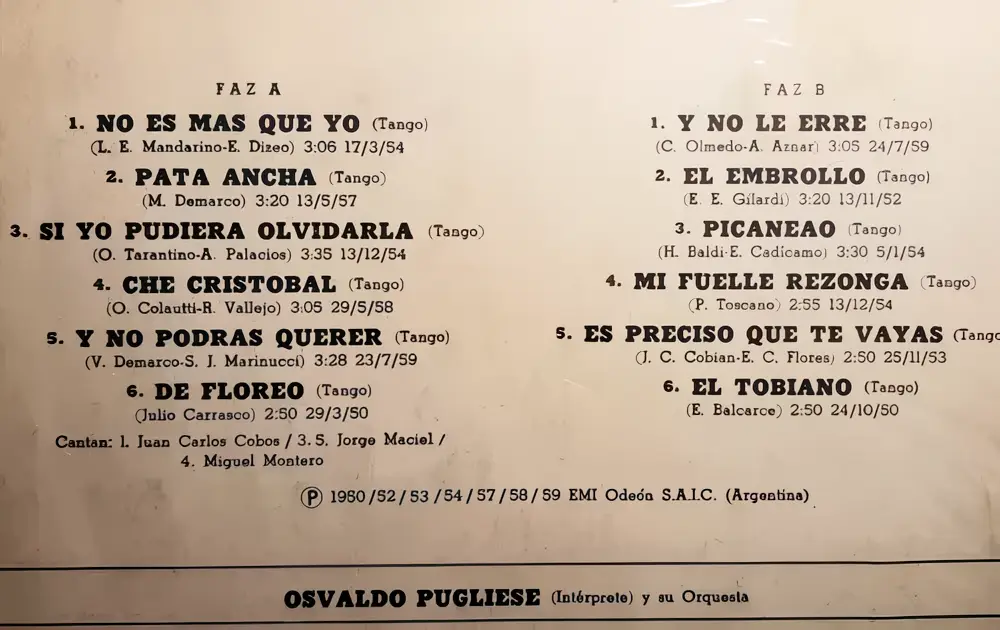 FAZ A
1. NO ES MAS QUE YO (Tango)
(L. E. Mandarino-E. Dizeo) 3:06 17/3/54
2. PATA ANCHA (Tango)
(M. Demarco) 3:20 13/5/57
3. SI YO PUDIERA OLVIDARLA (Tango)
(O. Tarantino-A. Palacios) 3:35 13/12/54
4. CHE CRISTOBAL (Tango)
(O. Colautti-R. Vallejo) 3:05 29/5/58
5. Y NO PODRAS QUERER (Tango)
(V. Demarco-S. J. Marinucci) 3:28 23/7/59
6. DE FLOREO (Tango)
(Julio Carrasco) 2:50 29/3/50
Cantan: 1. Juan Carlos Cobos / 3. 5. Jorge Maciel /
4. Miguel Montero
FAZ B
1. Y NO LE ERRE (Tango)
(C. Olmedo-A. Aznar) 3:05 24/7/59
2. EL EMBROLLO (Tango)
(E. E. Gilardi) 3:20 13/11/52
3. PICANEAO (Tango)
(H. Baldi-E. Cadícamo) 3:30 5/1/54
4. MI FUELLE REZONGA (Tango)
(P. Toscano) 2:55 13/12/54
5. ES PRECISO QUE TE VAYAS (Tango
(J. C. Cobian-E. C. Flores) 2:50 25/11/53
6. EL TOBIANO (Tango)
(E. Balcarce) 2:50 24/10/50
Ⓟ 1960/52/53/54/57/58/59 EMI Odeón S.A.I.C. (Argentina)
OSVALDO PUGLIESE (Intérprete) y su Orquesta